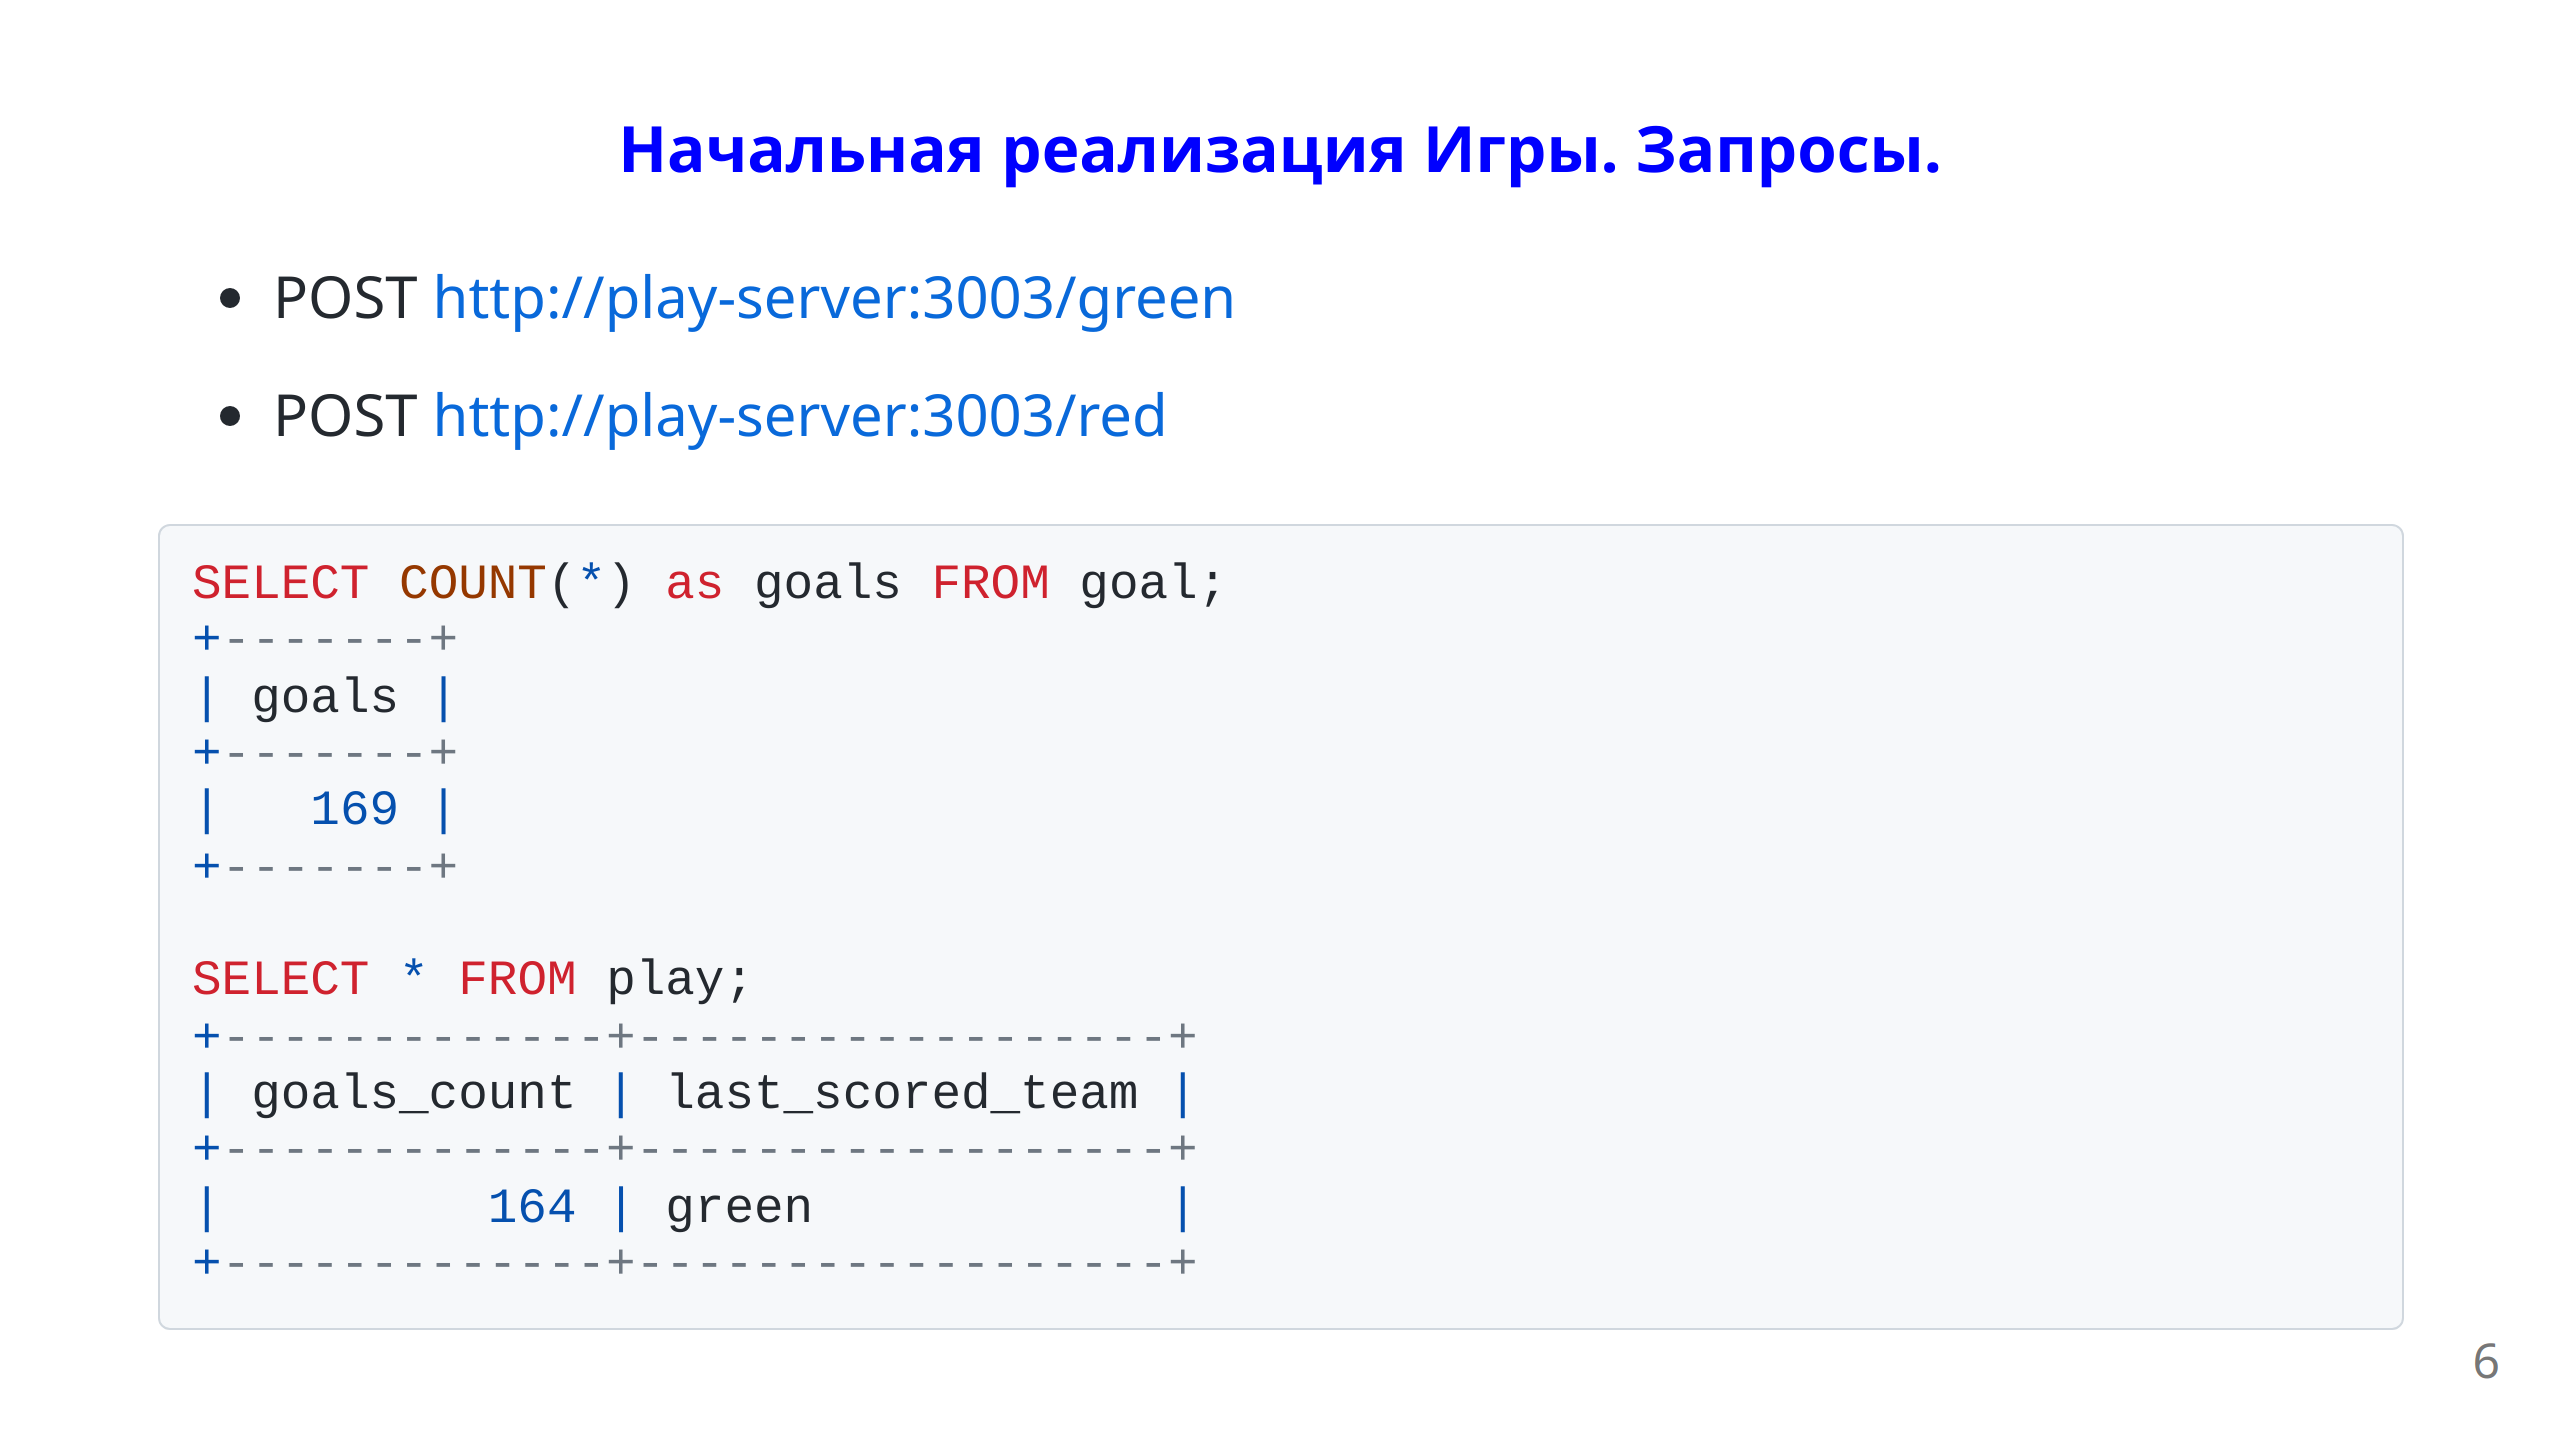 Начальная реализация Игры. Запросы.
• POST http://play-server:3003/green
• POST http://play-server:3003/red
SELECT COUNT(*) as goals FROM goal;
+-------+
| goals |
+-------+
|   169 |
+-------+

SELECT * FROM play;
+-------------+------------------+
| goals_count | last_scored_team |
+-------------+------------------+
|         164 | green            |
+-------------+------------------+
6